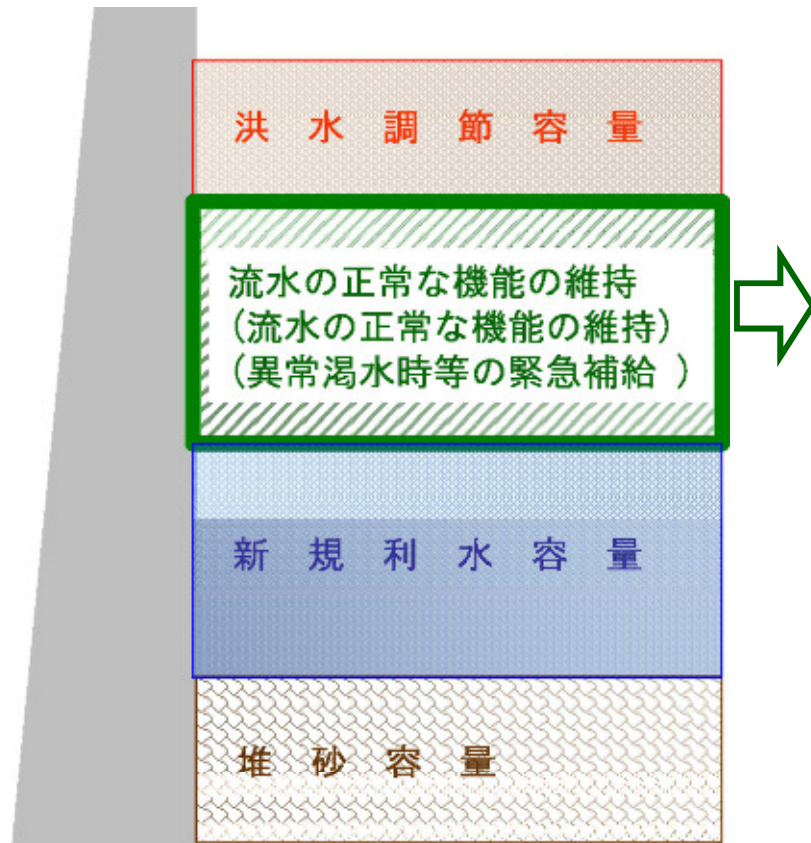 洪水調節容量
流水の正常な機能の維持
(流水の正常な機能の維持)
(異常渇水時等の緊急補給 )
新規利水容量
堆砂容量